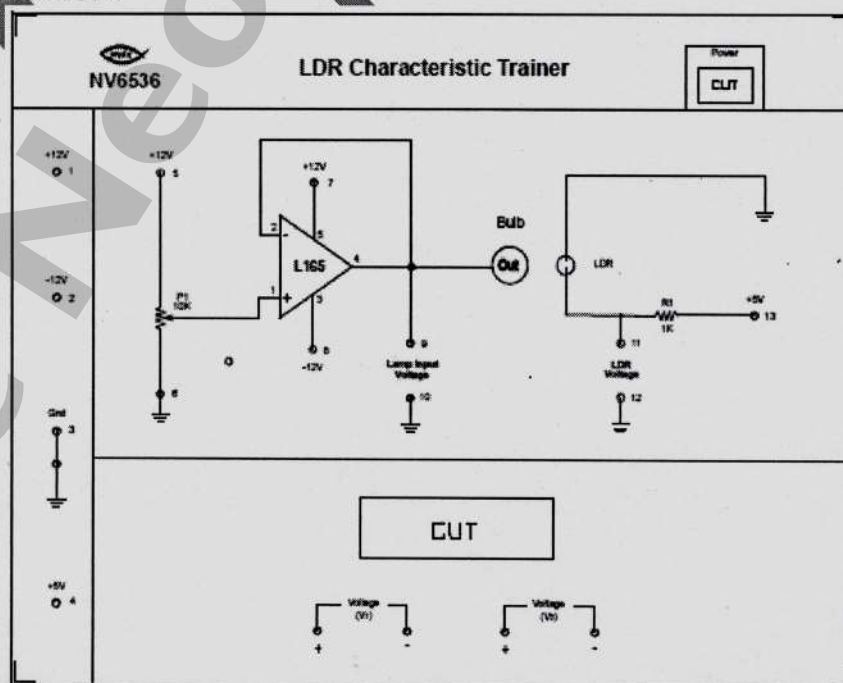 NV6536
LDR Characteristic Trainer
Power
CUT
+12V
1
-12V
2
Gnd
3
+5V
4
+12V
5
P1
10K
6
+12V
7
2
-
5
L165
4
1
+
3
8
-12V
9
Lamp Input
Voltage
10
Bulb
Out
LDR
R1
1K
+5V
13
11
LDR
Voltage
12
CUT
Voltage
+
-
Voltage
+
-